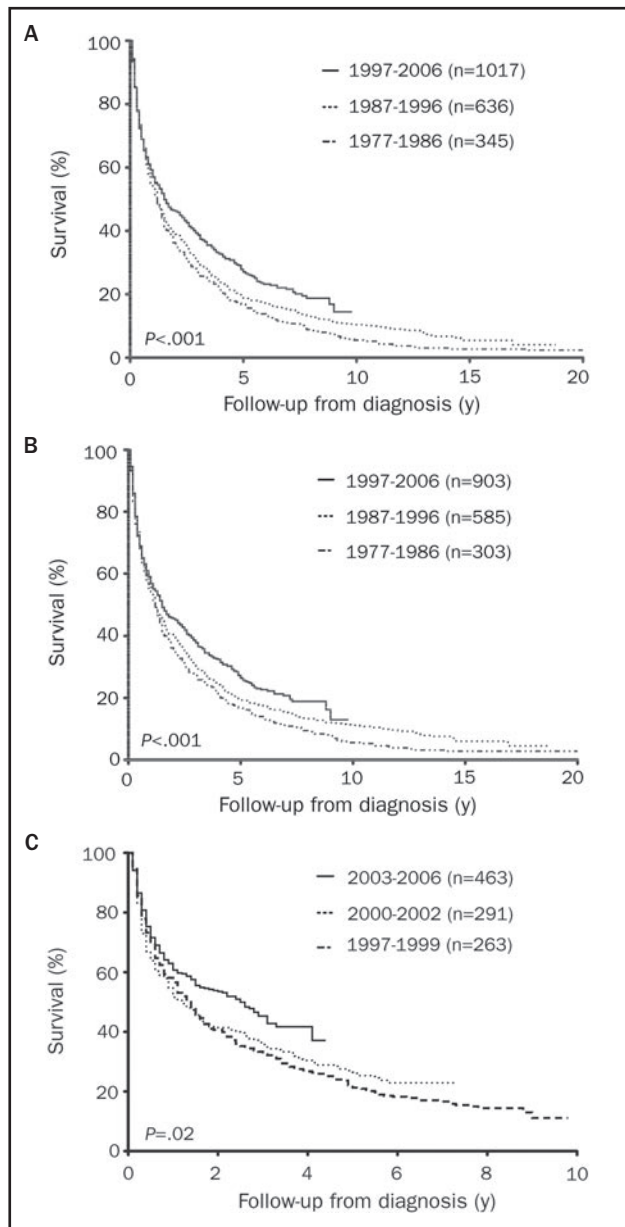 A
100
80
60
40
20
0
Survival (%)
1997-2006 (n=1017)
1987-1996 (n=636)
1977-1986 (n=345)
P<.001
0 5 10 15 20
Follow-up from diagnosis (y)
B
100
80
60
40
20
0
Survival (%)
1997-2006 (n=903)
1987-1996 (n=585)
1977-1986 (n=303)
P<.001
0 5 10 15 20
Follow-up from diagnosis (y)
C
100
80
60
40
20
0
Survival (%)
2003-2006 (n=463)
2000-2002 (n=291)
1997-1999 (n=263)
P=.02
0 2 4 6 8 10
Follow-up from diagnosis (y)